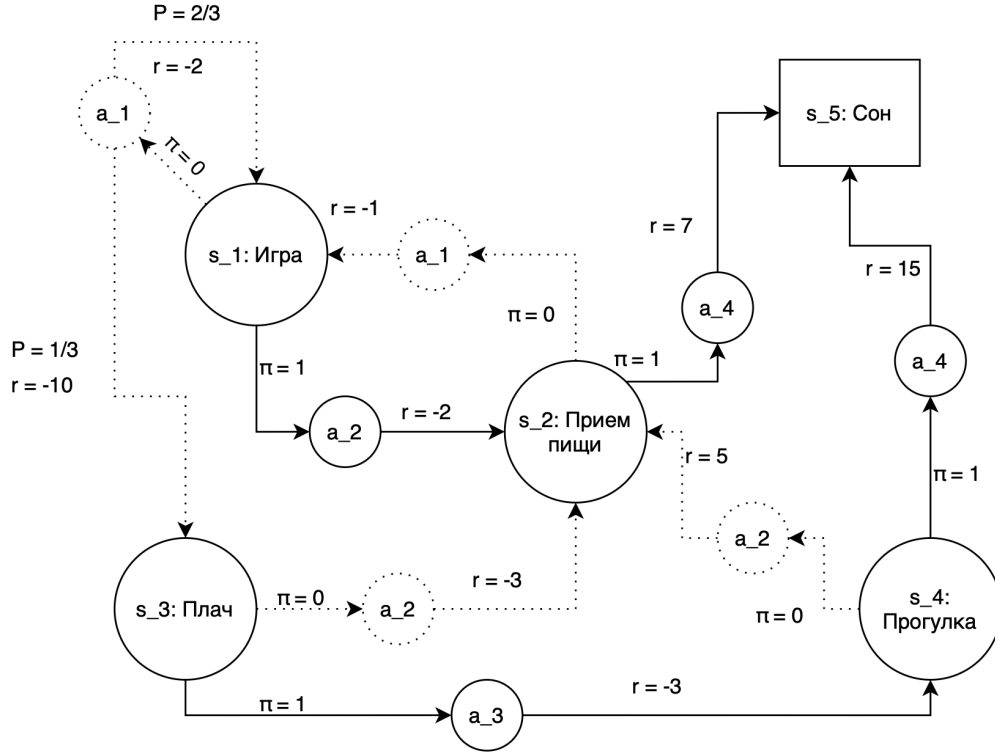 P = 2/3
r = -2
a_1
π = 0
s_5: Сон
r = -1
s_1: Игра
a_1
r = 7
r = 15
a_4
π = 0
P = 1/3
r = -10
π = 1
π = 1
a_4
r = -2
a_2
s_2: Прием
пищи
r = 5
π = 1
a_2
s_3: Плач
π = 0
a_2
r = -3
π = 0
s_4:
Прогулка
π = 1
a_3
r = -3